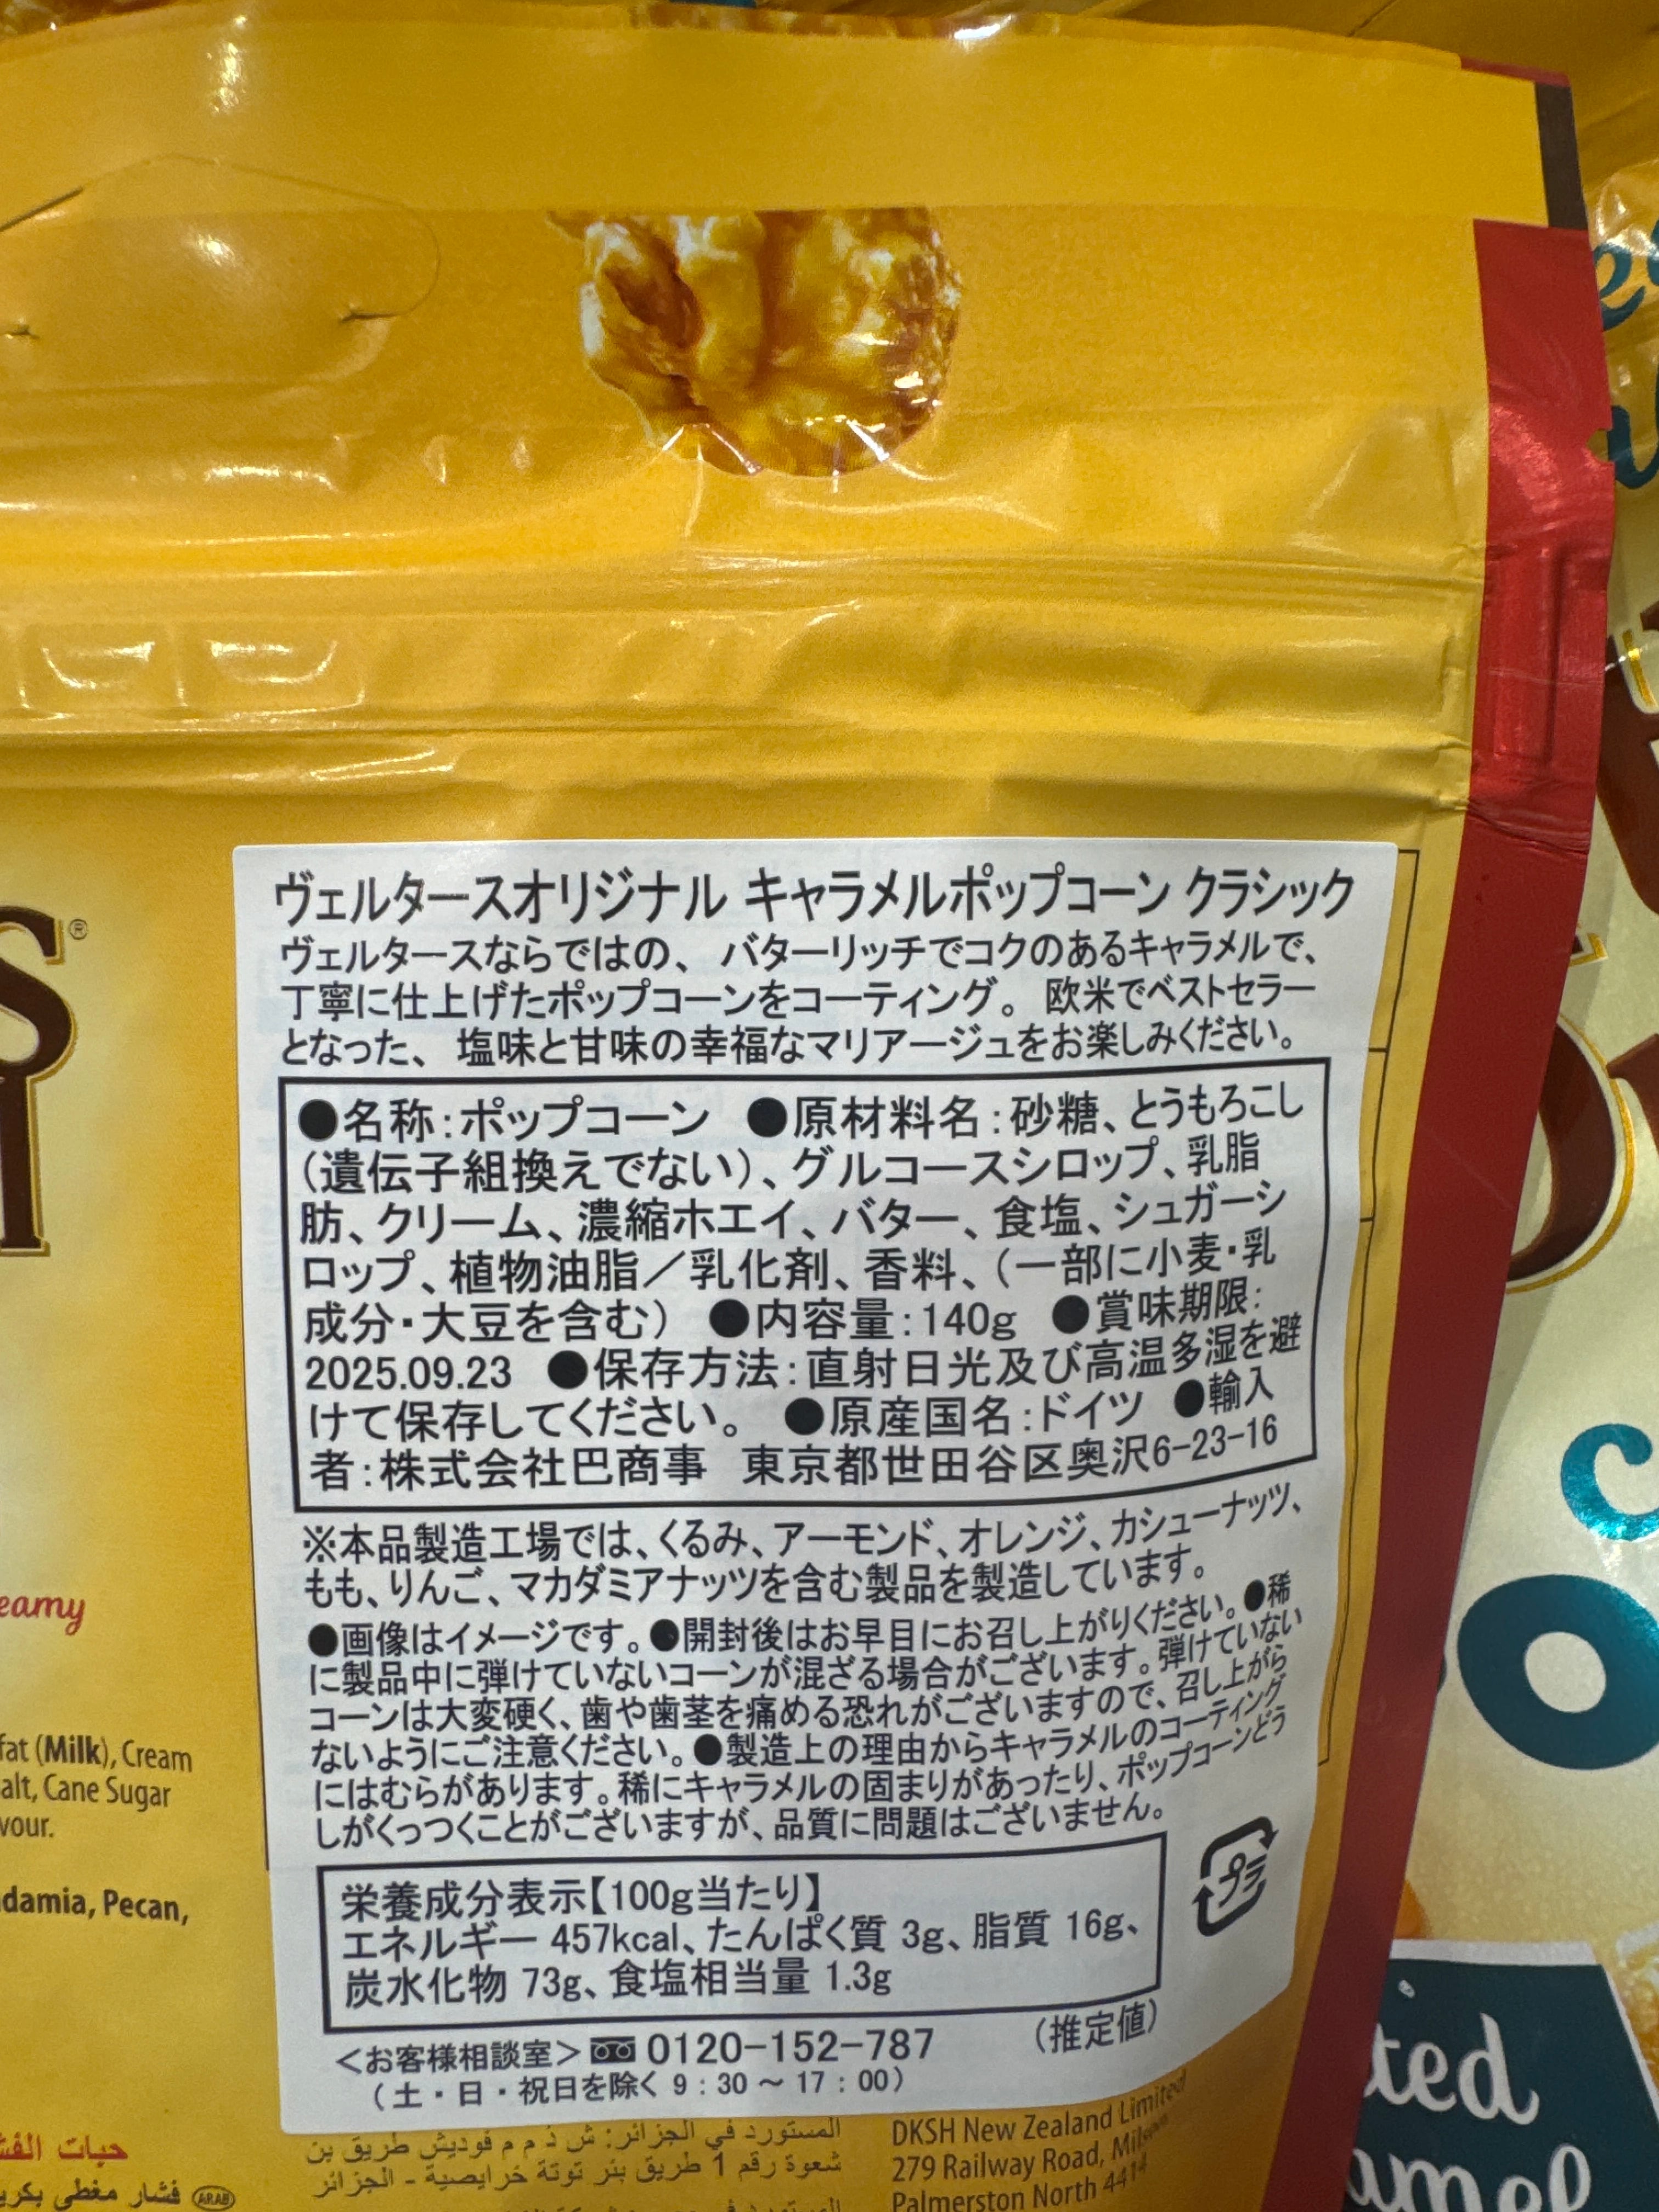 ヴェルタースオリジナル キャラメルポップコーン クラシック
ヴェルタースならではの、バターリッチでコクのあるキャラメルで、
丁寧に仕上げたポップコーンをコーティング。欧米でベストセラー
となった、塩味と甘味の幸福なマリアージュをお楽しみください。
●名称:ポップコーン ●原材料名:砂糖、とうもろこし
(遺伝子組換えでない)、グルコースシロップ、乳脂
肪、クリーム、濃縮ホエイ、バター、食塩、シュガーシ
ロップ、植物油脂/乳化剤、香料、(一部に小麦・乳
成分・大豆を含む) ●内容量:140g ●賞味期限:
2025.09.23 ●保存方法:直射日光及び高温多湿を避
けて保存してください。 ●原産国名:ドイツ ●輸入
者:株式会社巴商事 東京都世田谷区奥沢6-23-16
※本品製造工場では、くるみ、アーモンド、オレンジ、カシューナッツ、
もも、りんご、マカダミアナッツを含む製品を製造しています。
●画像はイメージです。●開封後はお早目にお召し上がりください。●稀
に製品中に弾けていないコーンが混ざる場合がございます。弾けていない
コーンは大変硬く、歯や歯茎を痛める恐れがございますので、召し上がら
ないようにご注意ください。●製造上の理由からキャラメルのコーティング
にはむらがあります。稀にキャラメルの固まりがあったり、ポップコーンどう
しがくっつくことがございますが、品質に問題はございません。
プラ
栄養成分表示【100g当たり】
エネルギー 457kcal、たんぱく質 3g、脂質 16g、
炭水化物 73g、食塩相当量 1.3g
(推定値)
<お客様相談室> 0120-152-787
(土・日・祝日を除く 9:30~17:00)
S®
eamy
fat (Milk), Cream
alt, Cane Sugar
vour.
damia, Pecan,
حبات الفش
فشار مغطى بكري
ARAB
المستورد في الجزائر: ش ذ م م فوديش طريق بن
شعوة رقم 1 طريق بئر توتة خرايصية - الجزائر
DKSH New Zealand Limited
279 Railway Road, Mils
Palmerston North 4414
ted
amel